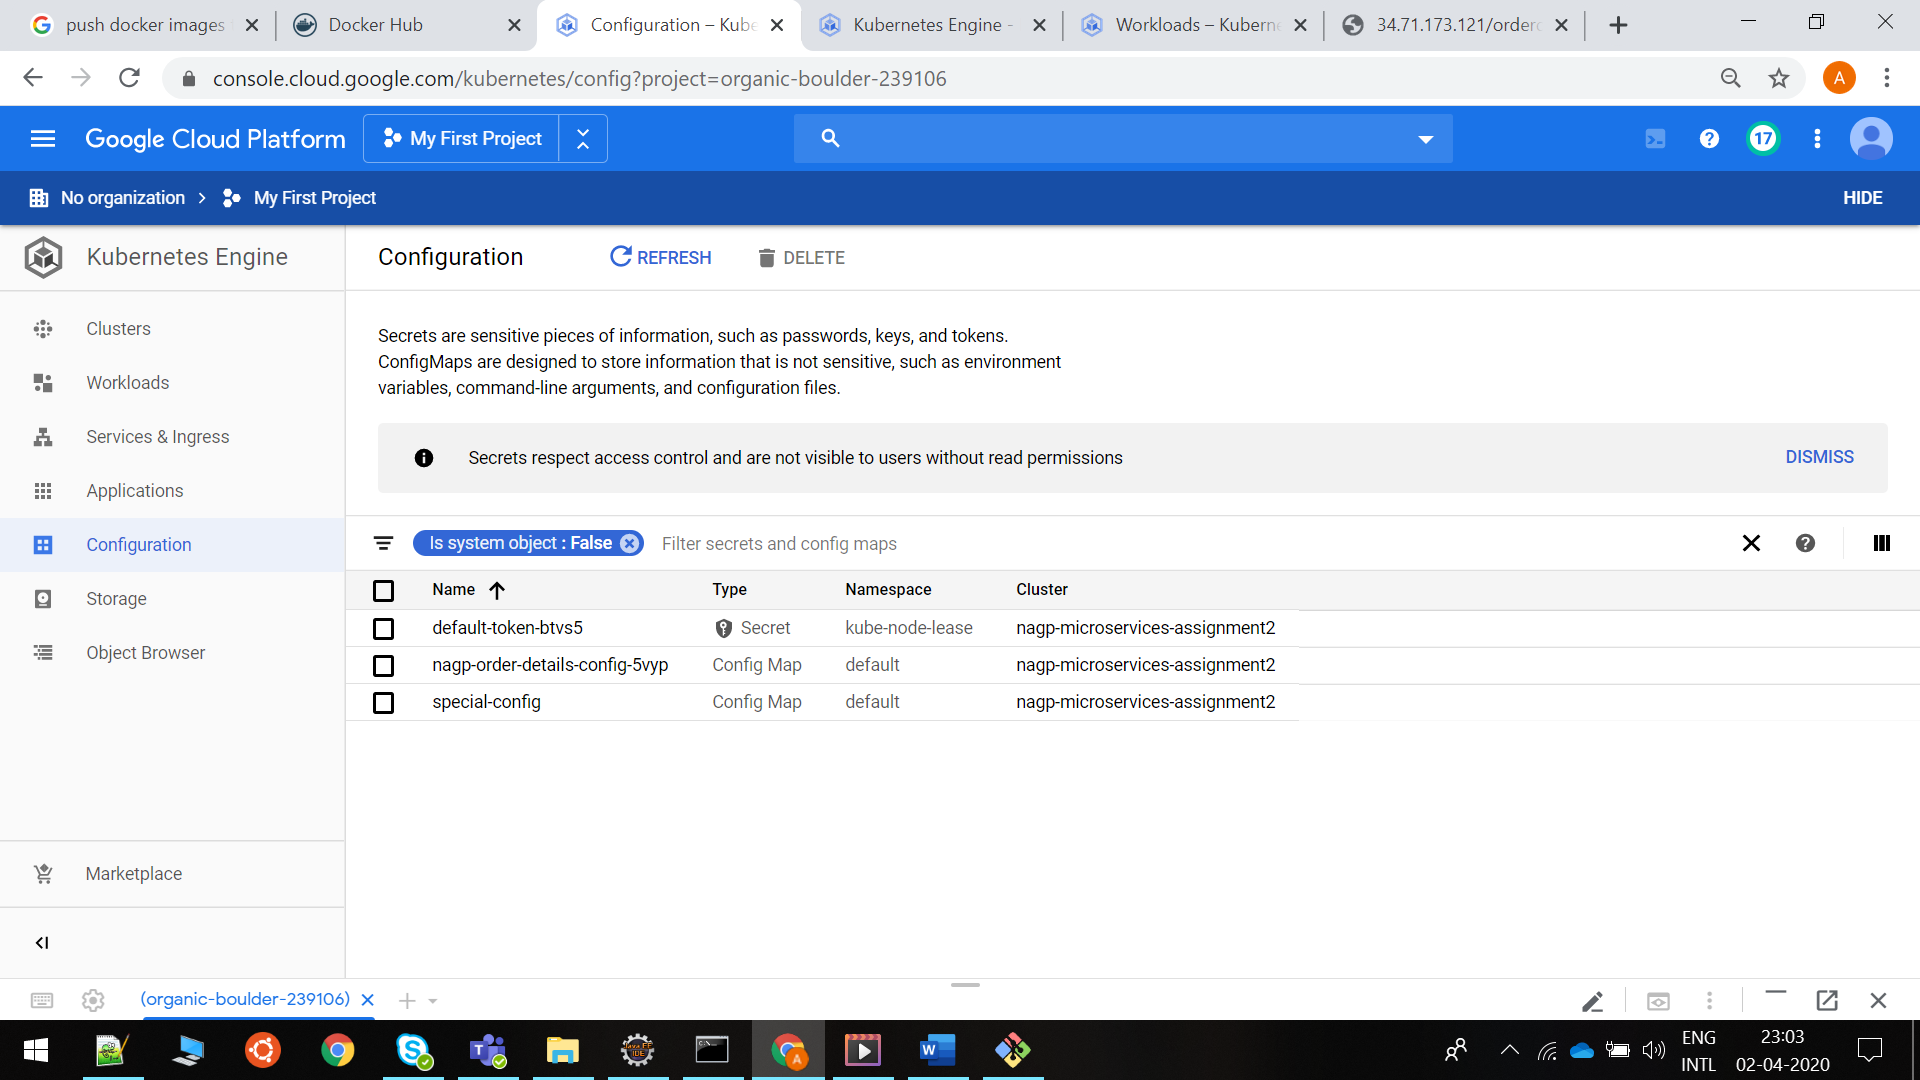 push docker images
Docker Hub
Configuration – Kube
Kubernetes Engine -
Workloads – Kuberne
34.71.173.121/orderd
console.cloud.google.com/kubernetes/config?project=organic-boulder-239106
A
Google Cloud Platform
My First Project
17
No organization
My First Project
HIDE
Kubernetes Engine
Configuration
REFRESH
DELETE
Clusters
Workloads
Services & Ingress
Applications
Configuration
Storage
Object Browser
Marketplace
Secrets are sensitive pieces of information, such as passwords, keys, and tokens.
ConfigMaps are designed to store information that is not sensitive, such as environment
variables, command-line arguments, and configuration files.
Secrets respect access control and are not visible to users without read permissions
DISMISS
Is system object : False
Filter secrets and config maps
Name Type Namespace Cluster
default-token-btvs5 Secret kube-node-lease nagp-microservices-assignment2
nagp-order-details-config-5vyp Config Map default nagp-microservices-assignment2
special-config Config Map default nagp-microservices-assignment2
(organic-boulder-239106)
ENG
INTL
23:03
02-04-2020